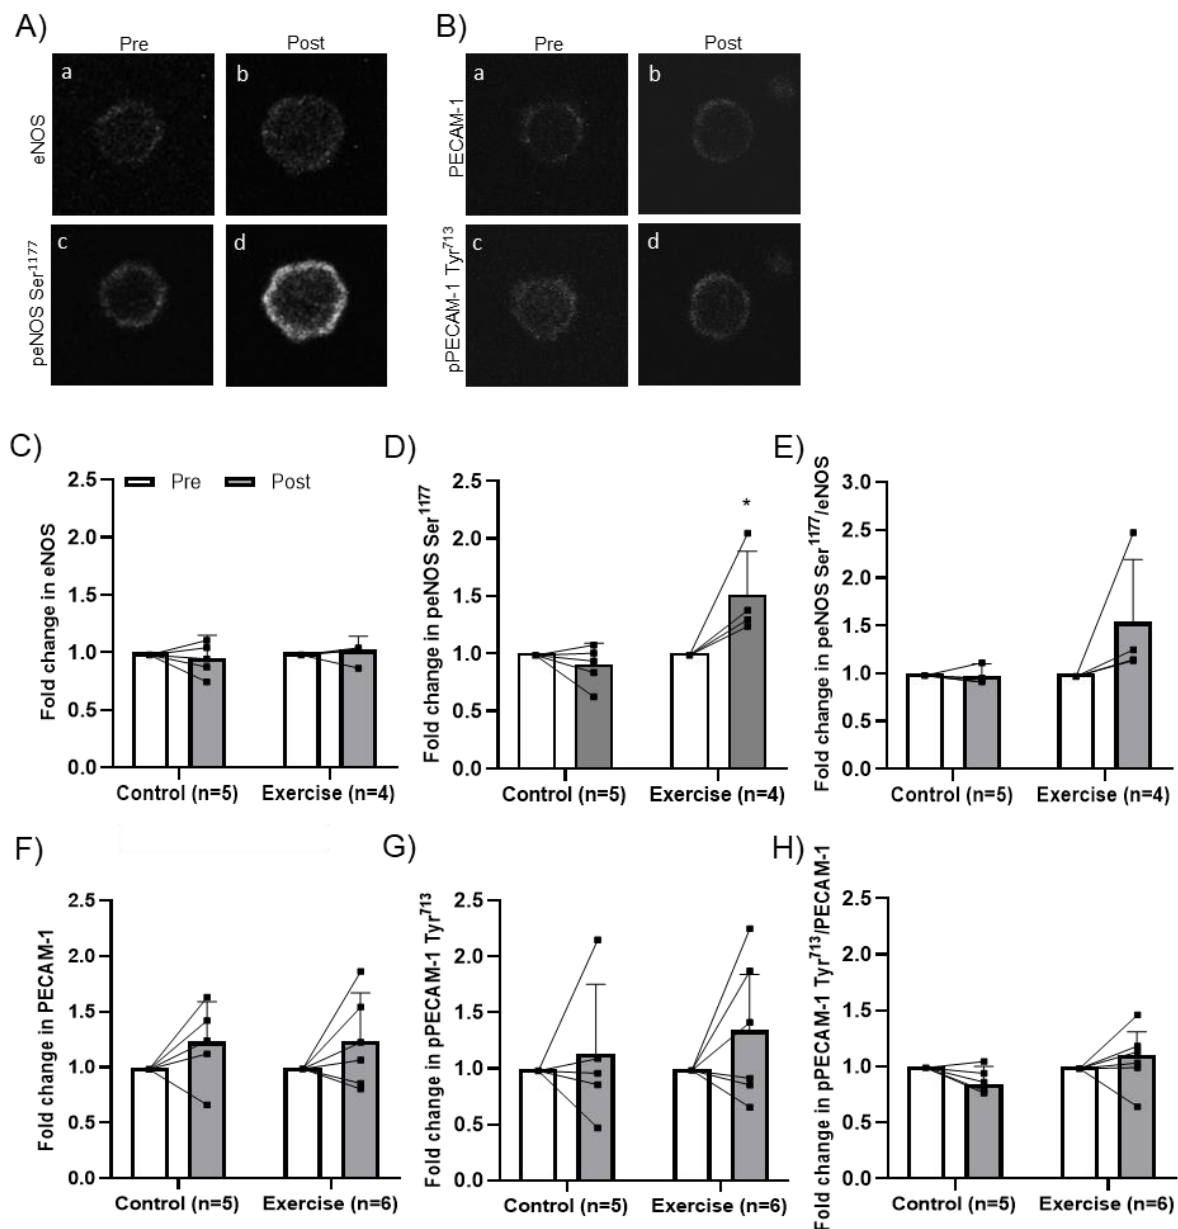 A)
B)
Pre
Post
Pre
Post
a
b
a
b
eNOS
PECAM-1
c
d
c
d
peNOS Ser1177
pPECAM-1 Tyr713
C)
D)
E)
Pre
Post
Fold change in eNOS
2.5
2.0
1.5
1.0
0.5
0.0
Control (n=5)
Exercise (n=4)
Fold change in peNOS Ser1177
2.5
2.0
1.5
1.0
0.5
0.0
*
Control (n=5)
Exercise (n=4)
Fold change in peNOS Ser1177/eNOS
3.0
2.5
2.0
1.5
1.0
0.5
0.0
Control (n=5)
Exercise (n=4)
F)
G)
H)
Fold change in PECAM-1
2.5
2.0
1.5
1.0
0.5
0.0
Control (n=5)
Exercise (n=6)
Fold change in pPECAM-1 Tyr713
2.5
2.0
1.5
1.0
0.5
0.0
Control (n=5)
Exercise (n=6)
Fold change in pPECAM-1 Tyr713/PECAM-1
2.5
2.0
1.5
1.0
0.5
0.0
Control (n=5)
Exercise (n=6)